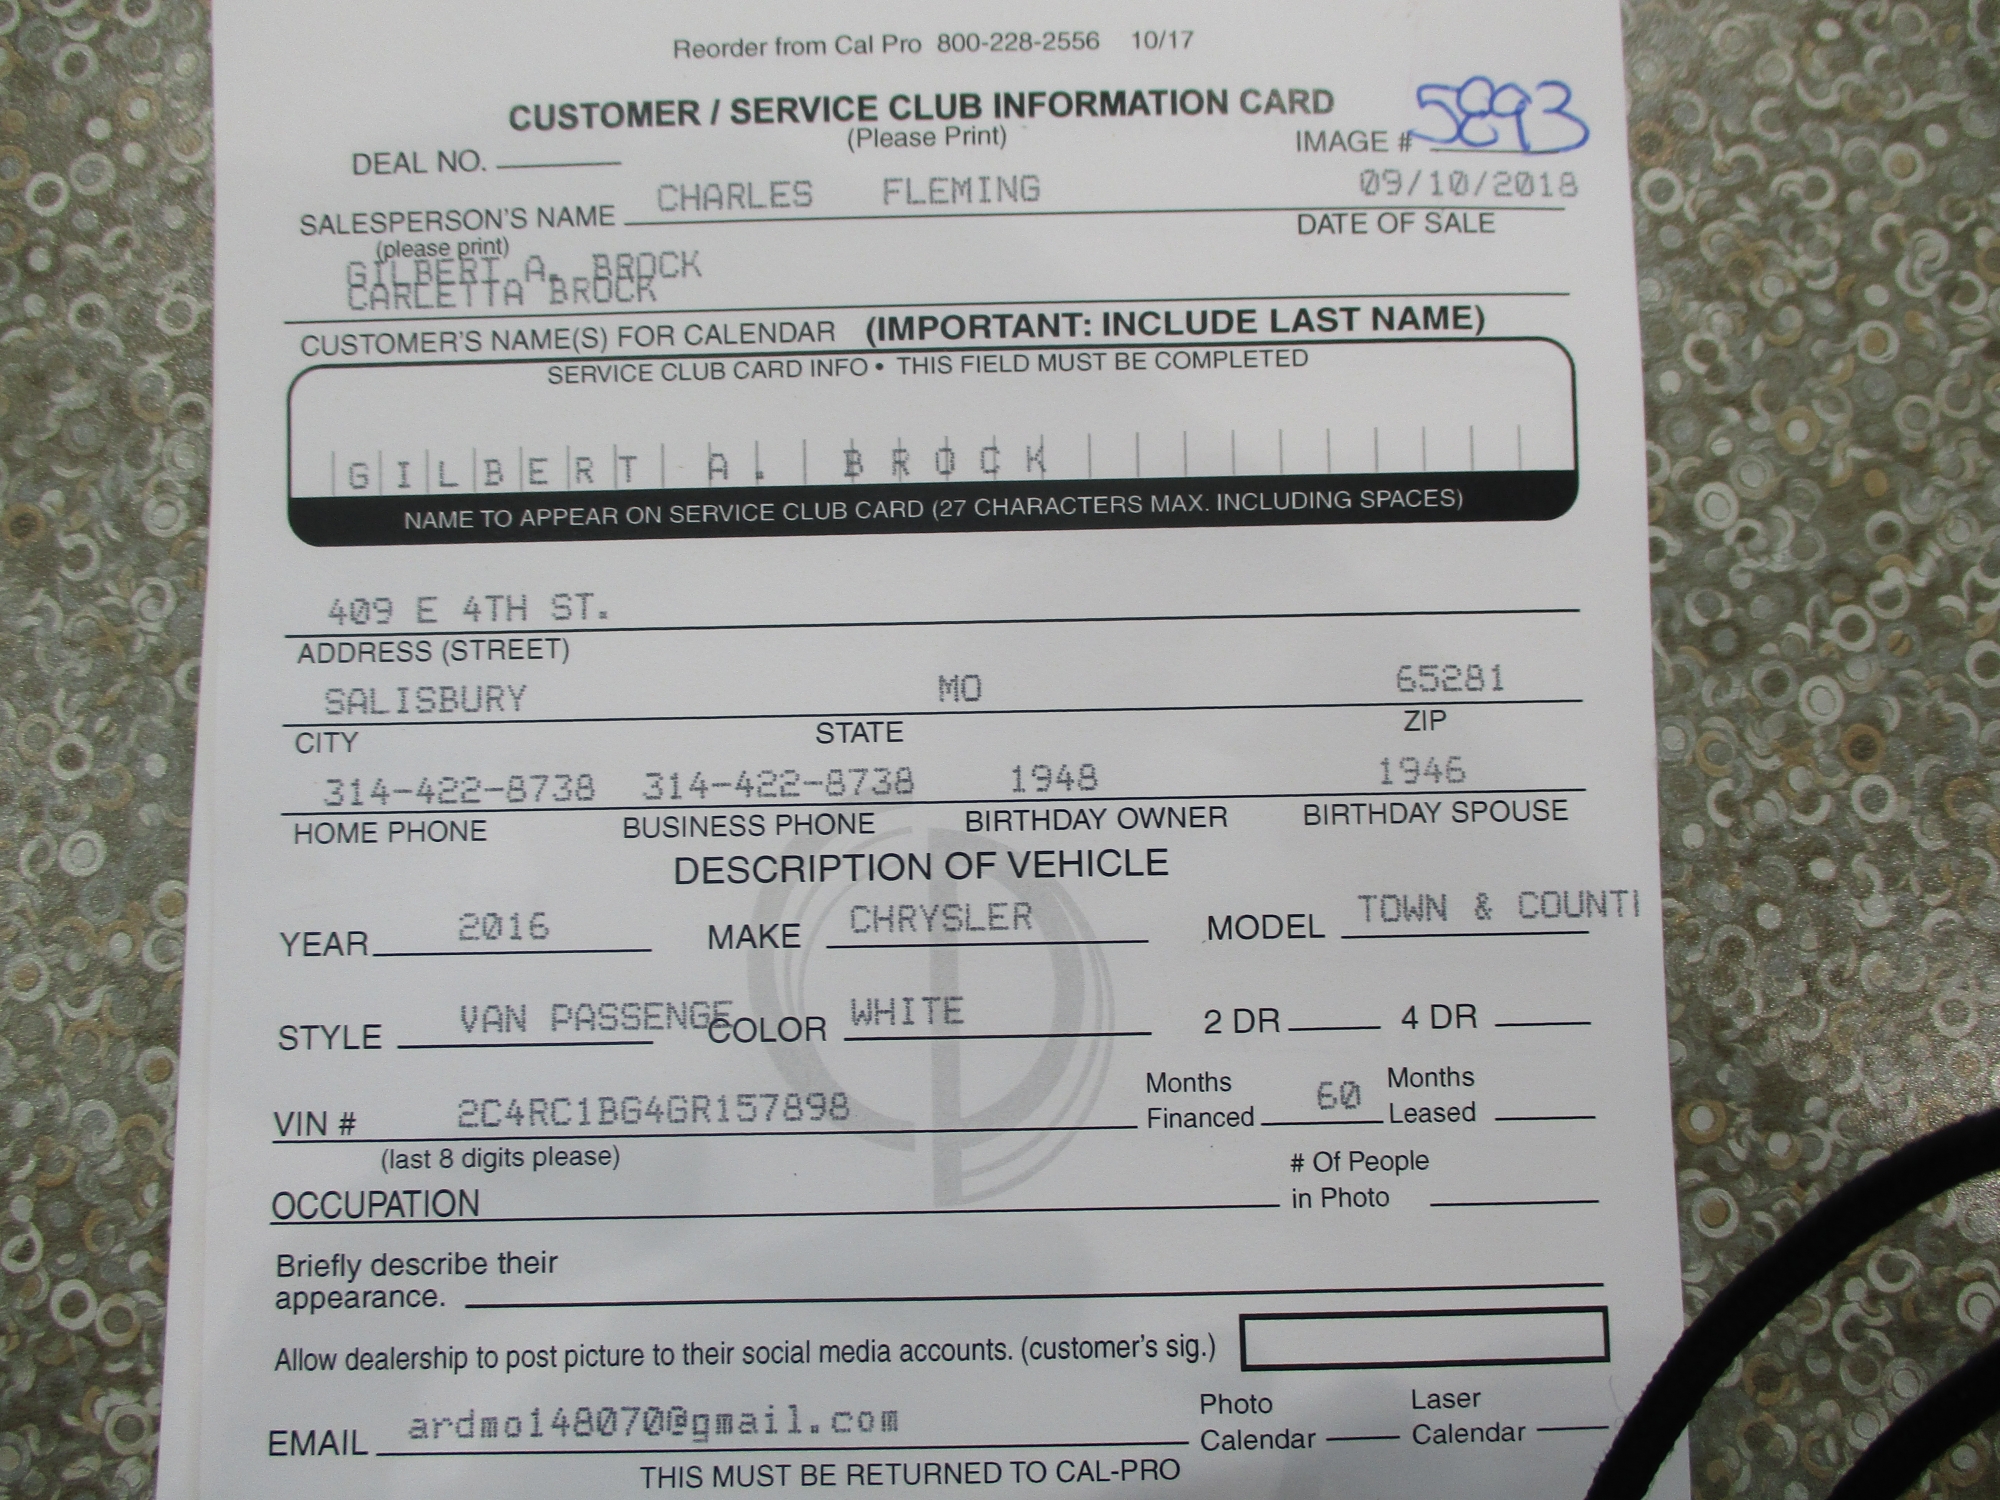 Reorder from Cal Pro 800-228-2556 10/17
CUSTOMER / SERVICE CLUB INFORMATION CARD
(Please Print)
DEAL NO.
IMAGE # 5893
SALESPERSON'S NAME CHARLES FLEMING 09/10/2018
(please print) DATE OF SALE
GILBERT A. BROCK
CARLETTA BROCK
CUSTOMER'S NAME(S) FOR CALENDAR (IMPORTANT: INCLUDE LAST NAME)
SERVICE CLUB CARD INFO • THIS FIELD MUST BE COMPLETED
GILBERT A. BROCK
NAME TO APPEAR ON SERVICE CLUB CARD (27 CHARACTERS MAX. INCLUDING SPACES)
409 E 4TH ST.
ADDRESS (STREET)
SALISBURY MO 65281
CITY STATE ZIP
314-422-8738 314-422-8738 1948 1946
HOME PHONE BUSINESS PHONE BIRTHDAY OWNER BIRTHDAY SPOUSE
DESCRIPTION OF VEHICLE
YEAR 2016 MAKE CHRYSLER MODEL TOWN & COUNTI
STYLE VAN PASSENGE COLOR WHITE 2 DR 4 DR
VIN # 2C4RC1BG4GR157898 Months Financed 60 Months Leased
(last 8 digits please)
OCCUPATION # Of People in Photo
Briefly describe their
appearance.
Allow dealership to post picture to their social media accounts. (customer's sig.)
EMAIL ardmo148070@gmail.com Photo Calendar Laser Calendar
THIS MUST BE RETURNED TO CAL-PRO